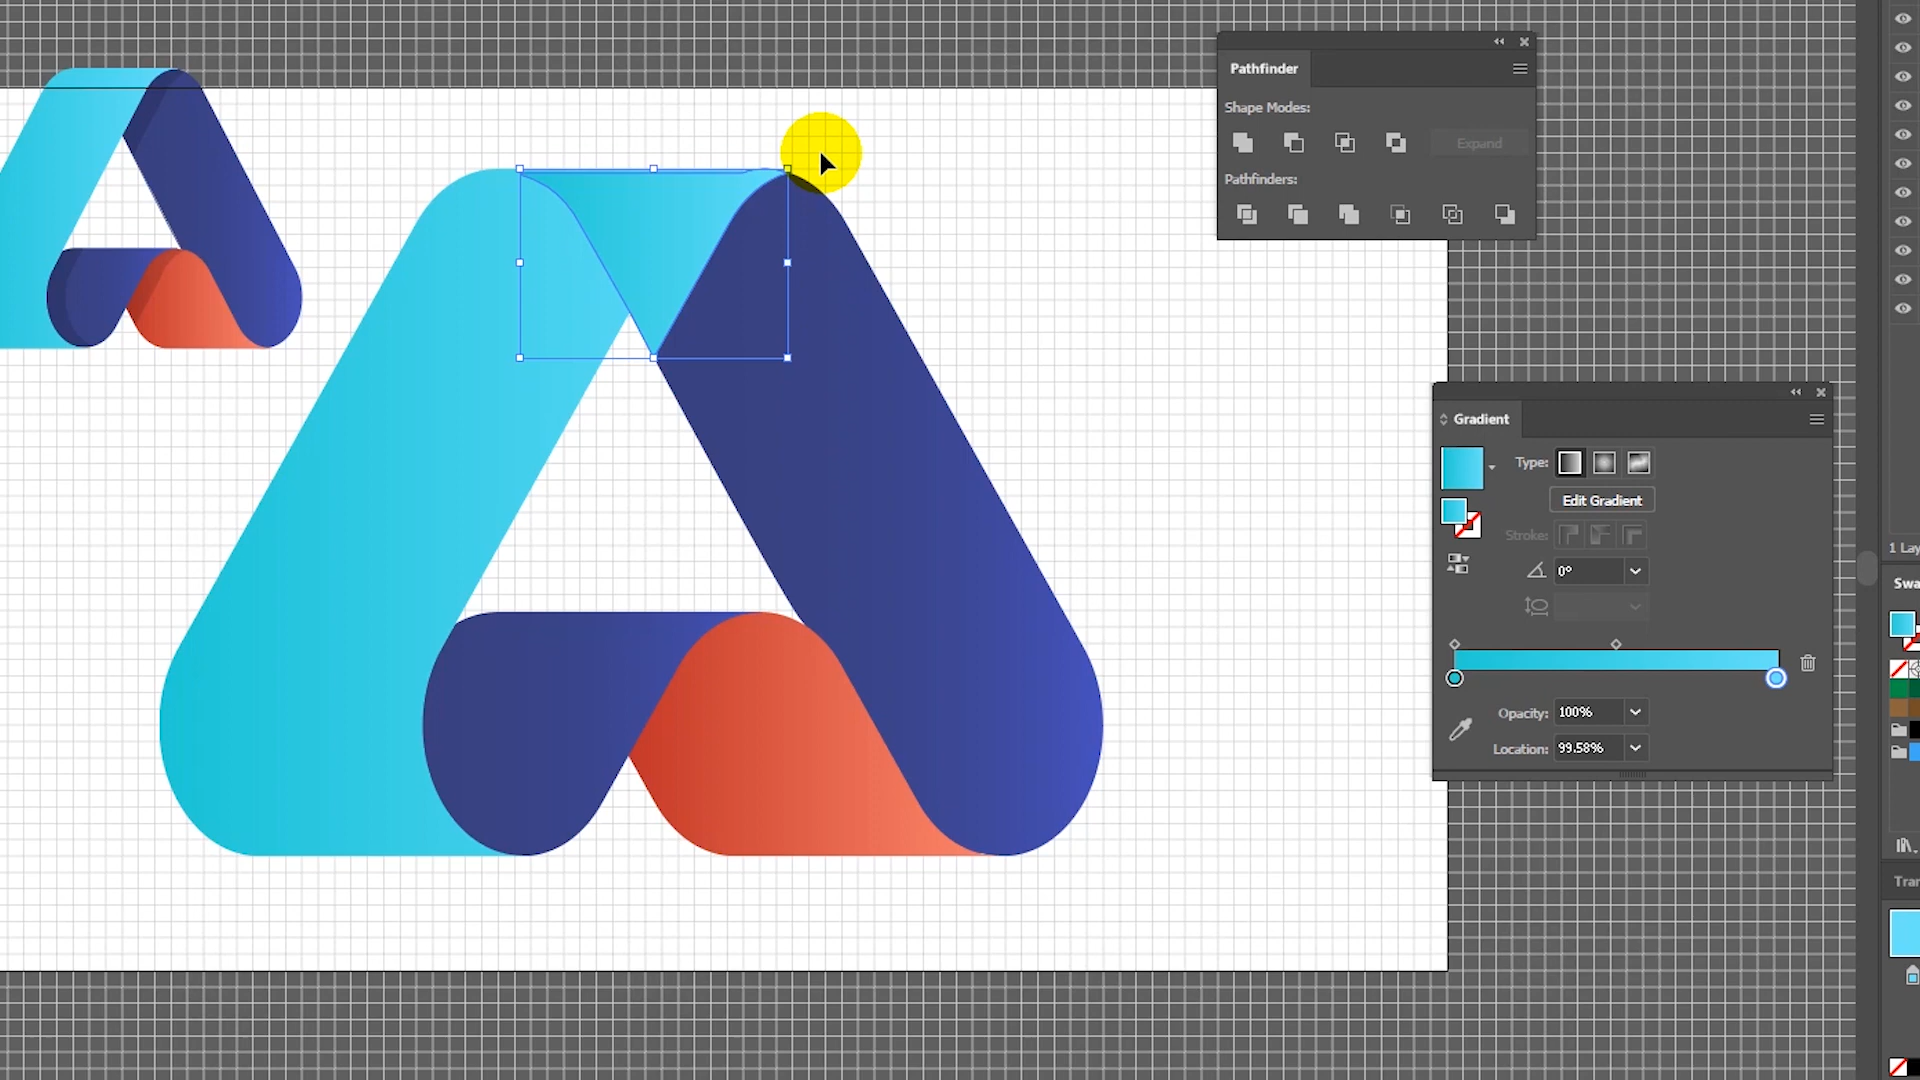 Pathfinder
Shape Modes:
Expand
Pathfinders:
Gradient
Type:
Edit Gradient
Stroke:
0°
Opacity: 100%
Location: 99.58%
1 Lay
Swa
Tran